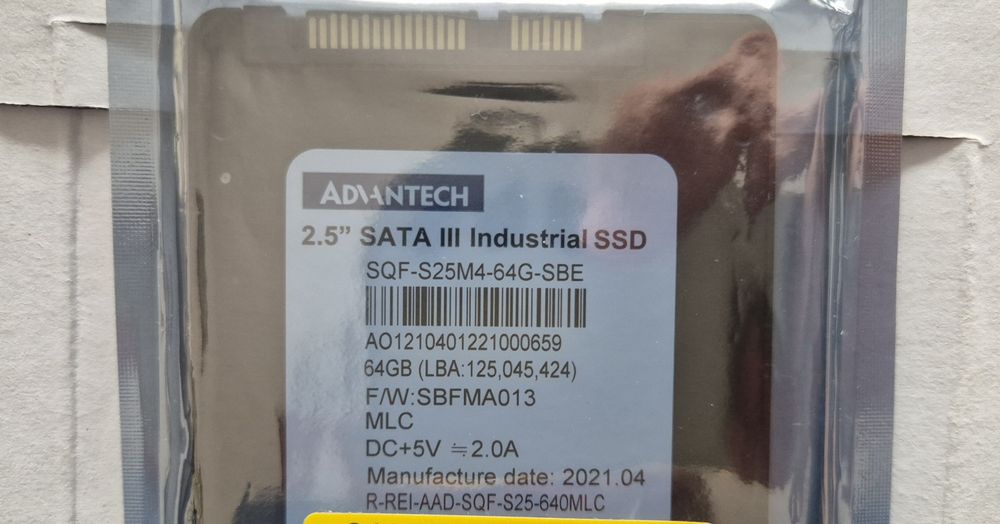 ADVANTECH
2.5” SATA III Industrial SSD
SQF-S25M4-64G-SBE
AO1210401221000659
64GB (LBA:125,045,424)
F/W:SBFMA013
MLC
DC+5V ≒ 2.0A
Manufacture date: 2021.04
R-REI-AAD-SQF-S25-640MLC